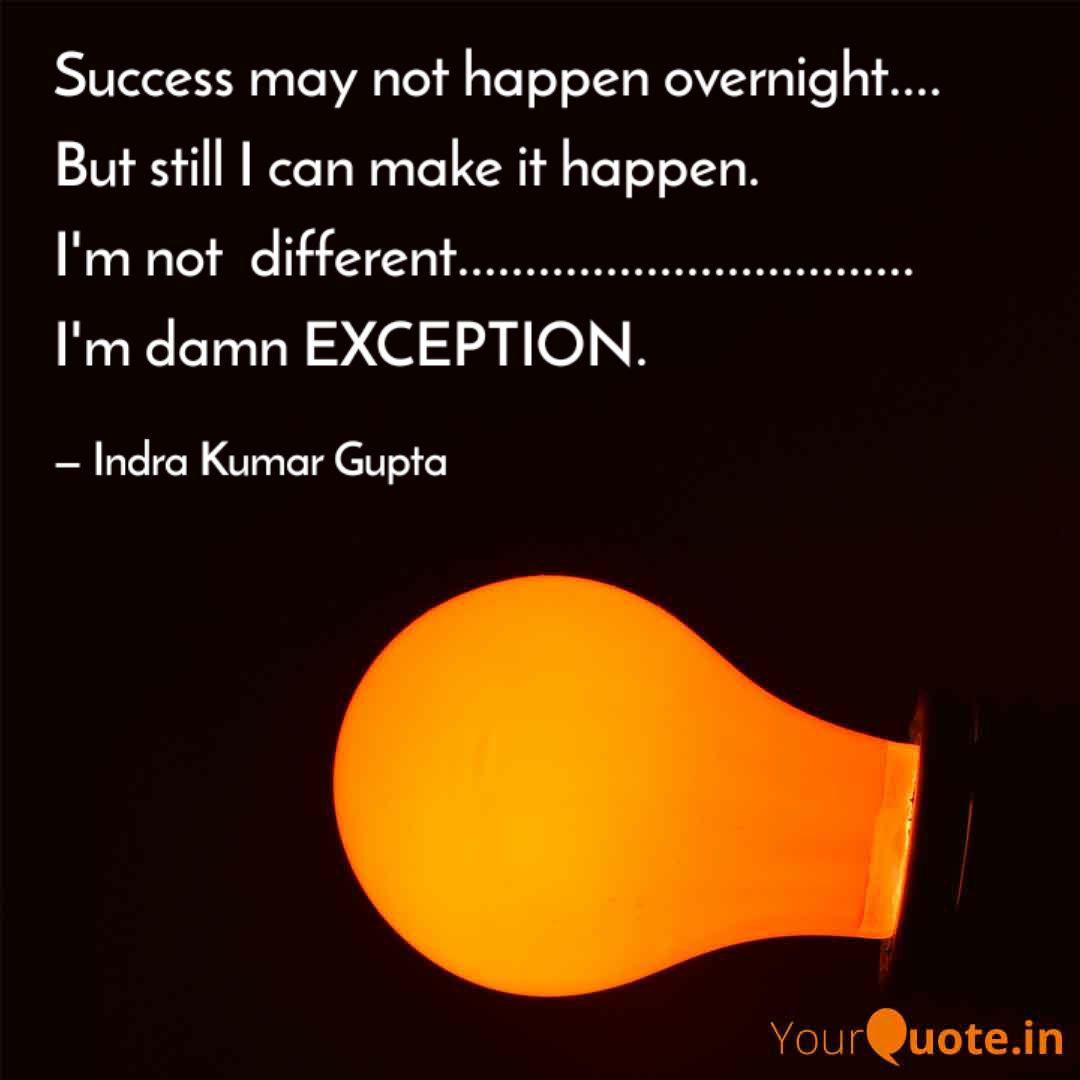 Success may not happen overnight....
But still I can make it happen.
I'm not  different..................................
I'm damn EXCEPTION.
– Indra Kumar Gupta
YourQuote.in